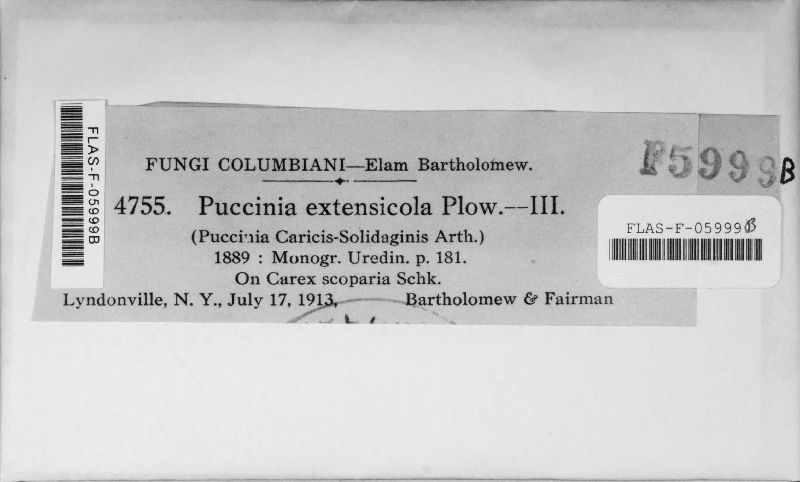 FUNGI COLUMBIANI—Elam Bartholomew.
4755. Puccinia extensicola Plow.—III.
(Puccinia Caricis-Solidaginis Arth.)
1889 : Monogr. Uredin. p. 181.
On Carex scoparia Schk.
Lyndonville, N. Y., July 17, 1913, Bartholomew & Fairman
FLAS-F-05999B
F5999B
FLAS-F-05999B